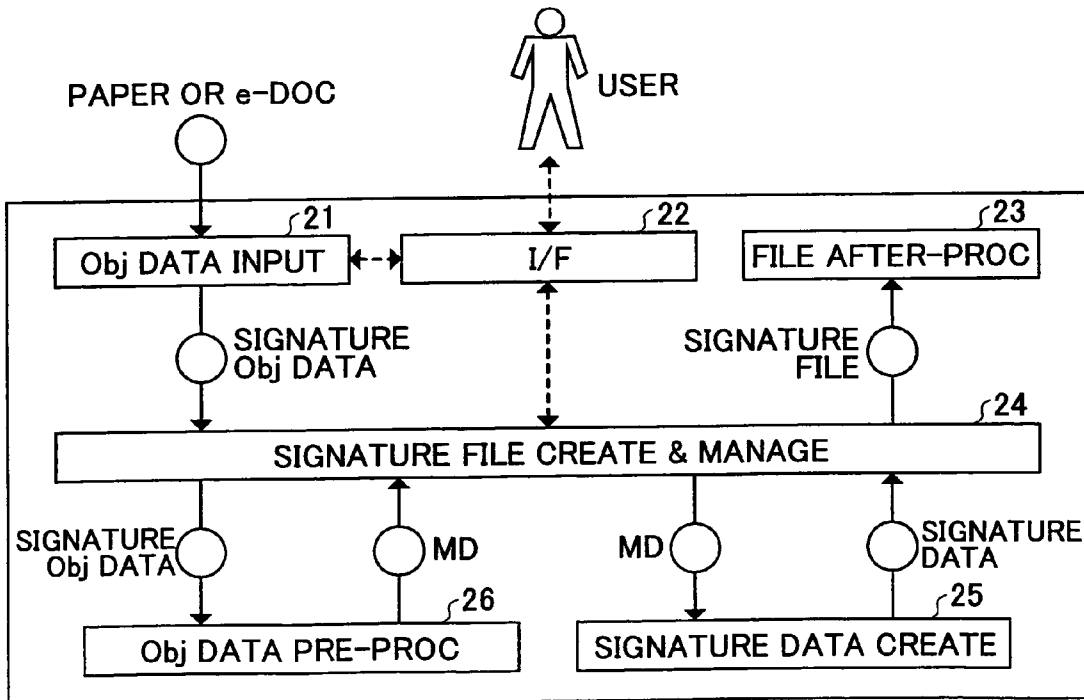 PAPER OR e-DOC
USER
21
22
23
Obj DATA INPUT
I/F
FILE AFTER-PROC
SIGNATURE
Obj DATA
SIGNATURE
FILE
24
SIGNATURE FILE CREATE & MANAGE
SIGNATURE
Obj DATA
MD
MD
SIGNATURE
DATA
26
25
Obj DATA PRE-PROC
SIGNATURE DATA CREATE